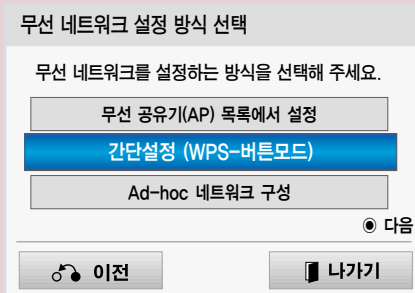 무선 네트워크 설정 방식 선택
무선 네트워크를 설정하는 방식을 선택해 주세요.
무선 공유기(AP) 목록에서 설정
간단설정 (WPS-버튼모드)
Ad-hoc 네트워크 구성
다음
이전
나가기